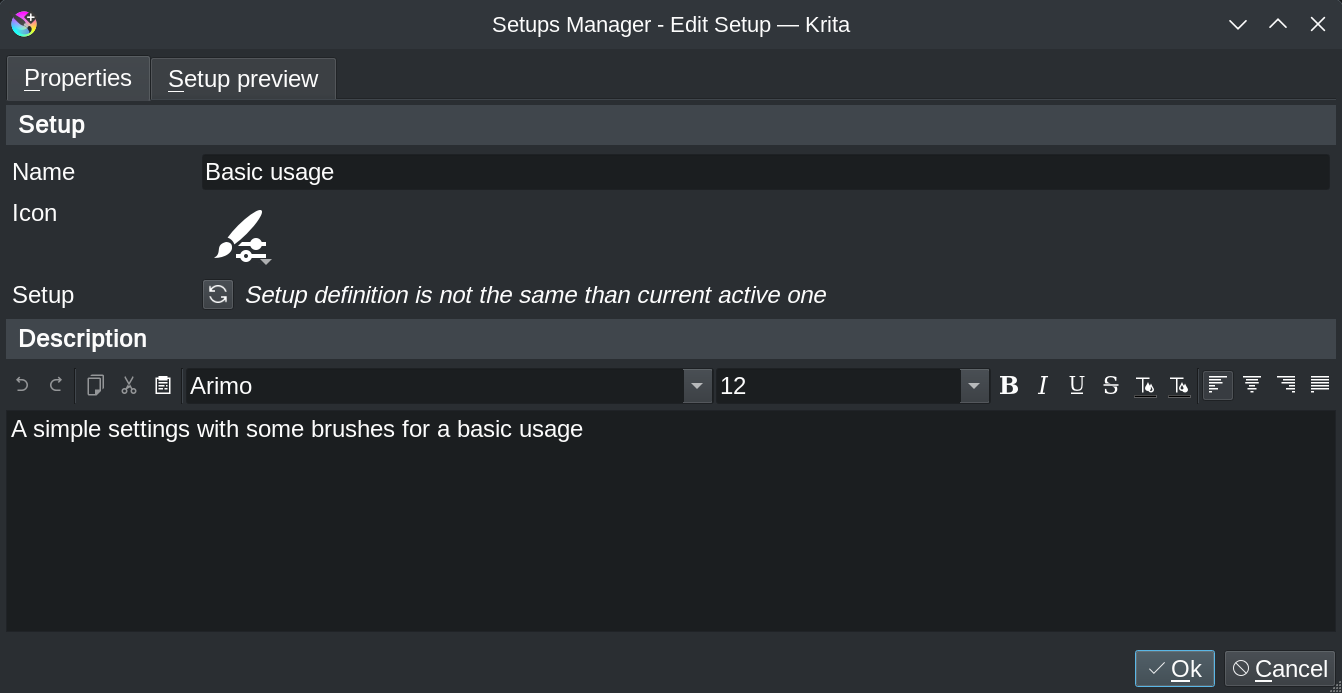 Setups Manager - Edit Setup — Krita
Properties
Setup preview
Setup
Name
Basic usage
Icon
Setup
Setup definition is not the same than current active one
Description
Arimo
12
B I U S
A simple settings with some brushes for a basic usage
Ok
Cancel